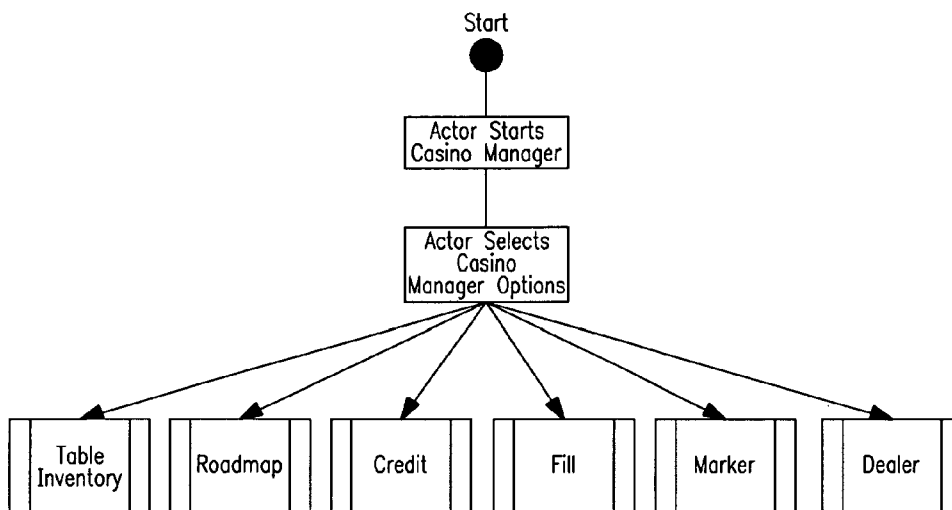 Start
Actor Starts
Casino Manager
Actor Selects
Casino
Manager Options
Table
Inventory
Roadmap
Credit
Fill
Marker
Dealer